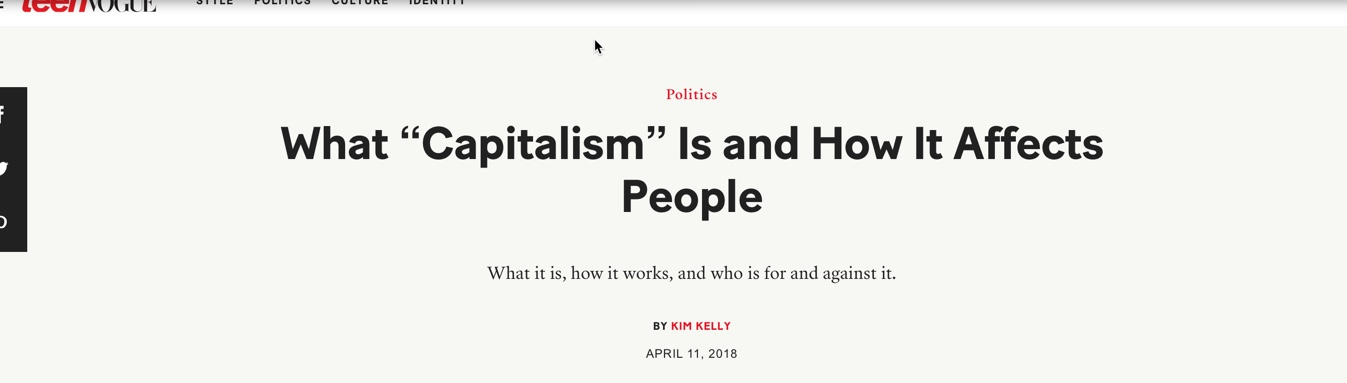 teenVOGUE STYLE POLITICS CULTURE IDENTITY
Politics
What “Capitalism” Is and How It Affects
People
What it is, how it works, and who is for and against it.
BY KIM KELLY
APRIL 11, 2018